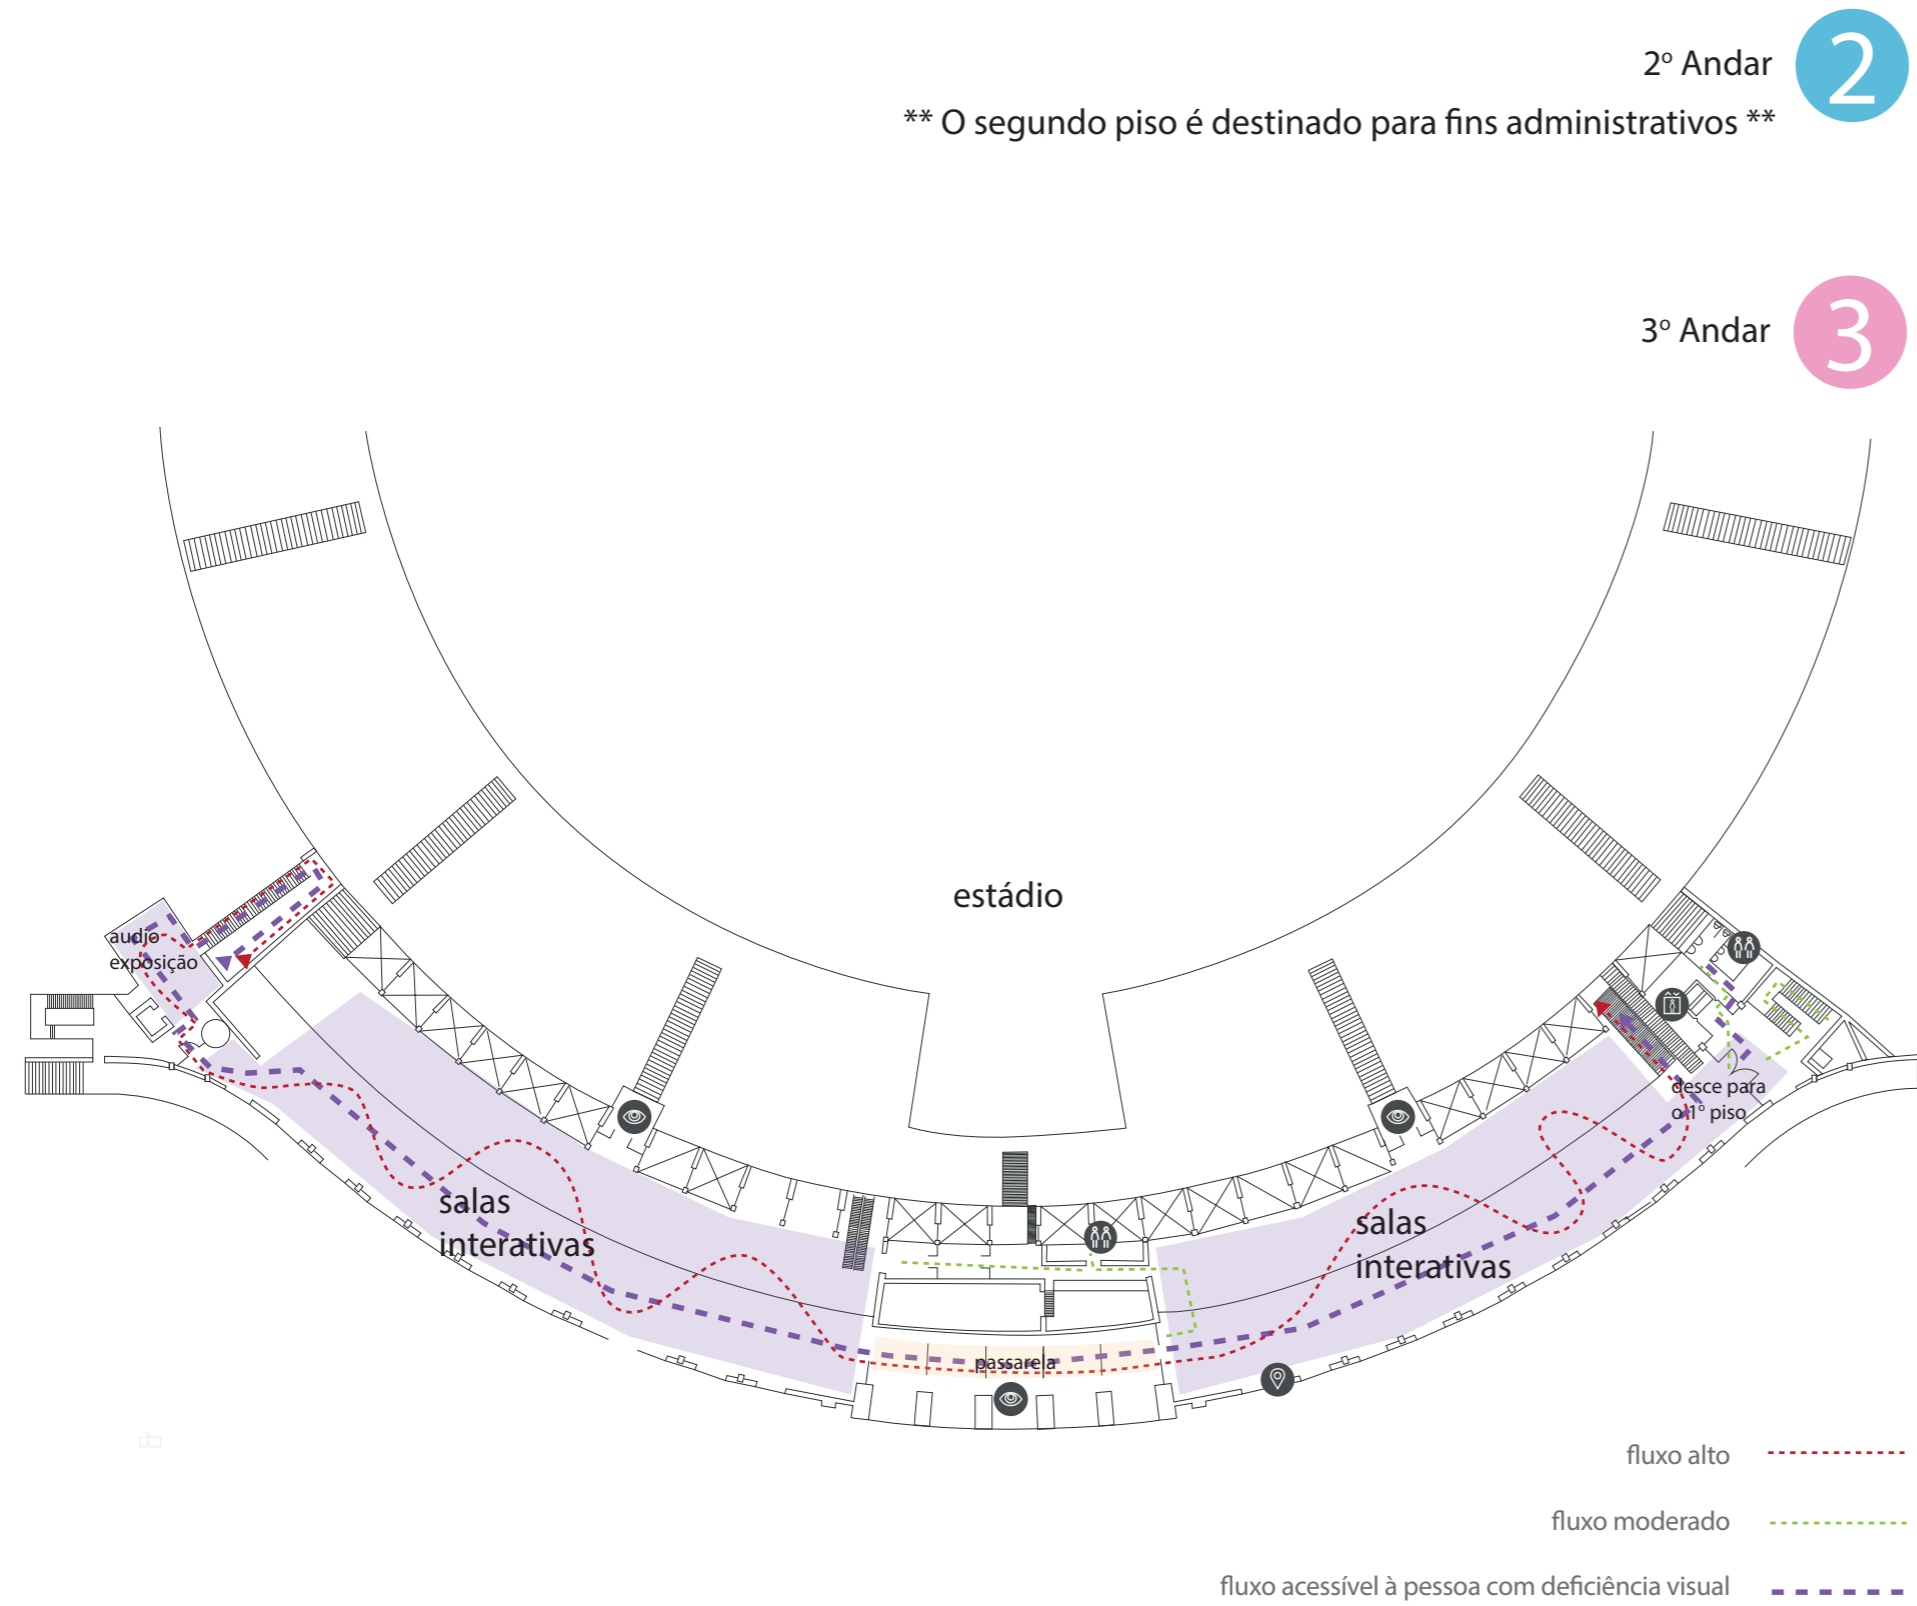 2º Andar
2
** O segundo piso é destinado para fins administrativos **
3º Andar
3
estádio
audio
exposição
desce para
o 1º piso
salas
interativas
salas
interativas
passarela
fluxo alto
fluxo moderado
fluxo acessível à pessoa com deficiência visual